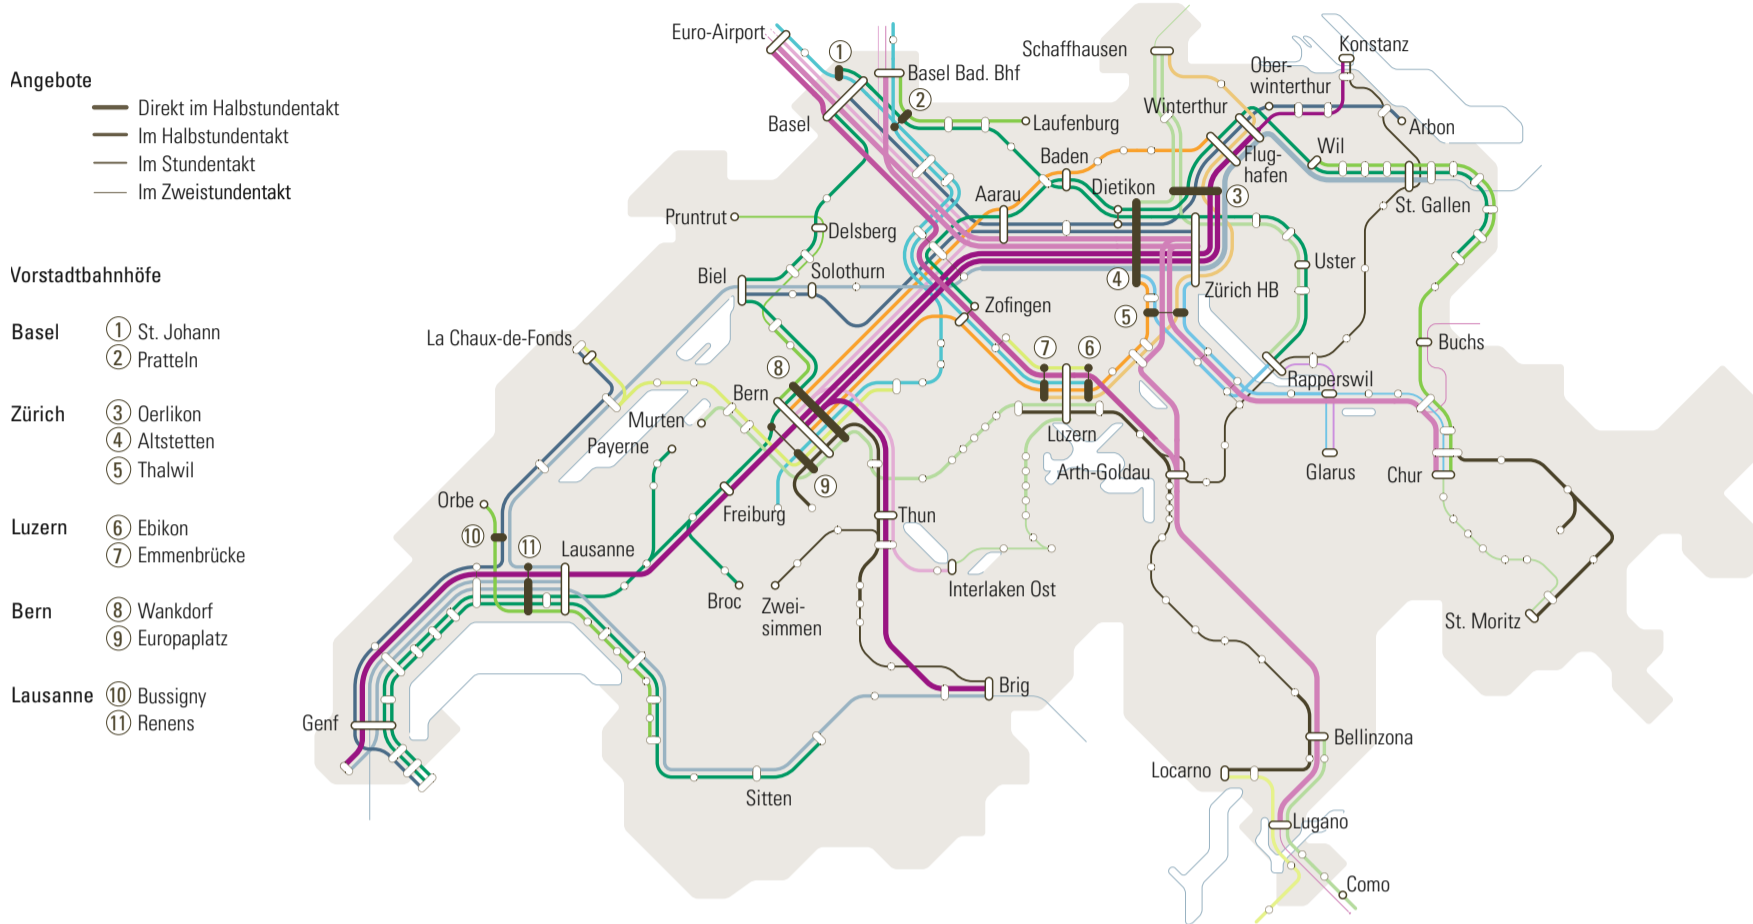 Angebote
Direkt im Halbstundentakt
Im Halbstundentakt
Im Stundentakt
Im Zweistundentakt
Vorstadtbahnhöfe
Basel
1 St. Johann
2 Pratteln
Zürich
3 Oerlikon
4 Altstetten
5 Thalwil
Luzern
6 Ebikon
7 Emmenbrücke
Bern
8 Wankdorf
9 Europaplatz
Lausanne
10 Bussigny
11 Renens
Euro-Airport
1
Basel Bad. Bhf
2
Basel
Laufenburg
Schaffhausen
Konstanz
Ober-
winterthur
Winterthur
Arbon
Flug-
hafen
Wil
Baden
Dietikon
3
St. Gallen
Aarau
Pruntrut
Delsberg
Biel
Solothurn
4
Zürich HB
Uster
Zofingen
5
La Chaux-de-Fonds
7
6
Buchs
8
Bern
Rapperswil
Murten
Payerne
Luzern
Arth-Goldau
Glarus
Chur
9
Orbe
Freiburg
Thun
10
11
Lausanne
Broc
Zwei-
simmen
Interlaken Ost
St. Moritz
Genf
Brig
Sitten
Bellinzona
Locarno
Lugano
Como